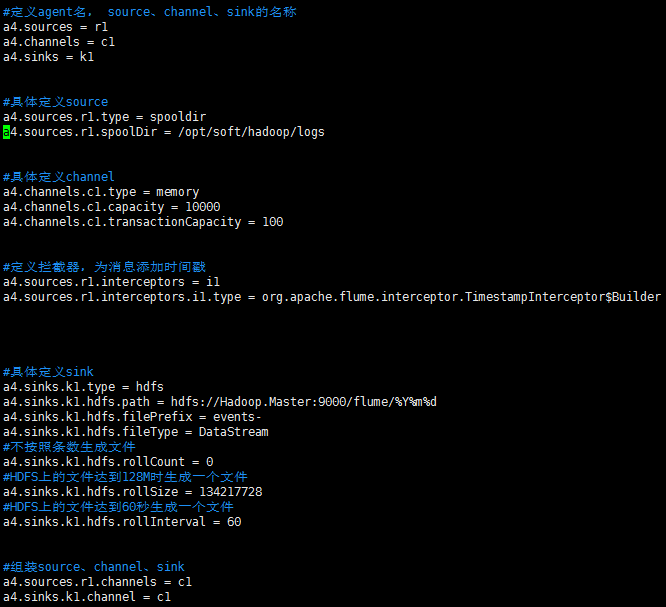 #定义agent名， source、channel、sink的名称
a4.sources = r1
a4.channels = c1
a4.sinks = k1
#具体定义source
a4.sources.r1.type = spooldir
a4.sources.r1.spoolDir = /opt/soft/hadoop/logs
#具体定义channel
a4.channels.c1.type = memory
a4.channels.c1.capacity = 10000
a4.channels.c1.transactionCapacity = 100
#定义拦截器，为消息添加时间戳
a4.sources.r1.interceptors = i1
a4.sources.r1.interceptors.i1.type = org.apache.flume.interceptor.TimestampInterceptor$Builder
#具体定义sink
a4.sinks.k1.type = hdfs
a4.sinks.k1.hdfs.path = hdfs://Hadoop.Master:9000/flume/%Y%m%d
a4.sinks.k1.hdfs.filePrefix = events-
a4.sinks.k1.hdfs.fileType = DataStream
#不按照条数生成文件
a4.sinks.k1.hdfs.rollCount = 0
#HDFS上的文件达到128M时生成一个文件
a4.sinks.k1.hdfs.rollSize = 134217728
#HDFS上的文件达到60秒生成一个文件
a4.sinks.k1.hdfs.rollInterval = 60
#组装source、channel、sink
a4.sources.r1.channels = c1
a4.sinks.k1.channel = c1